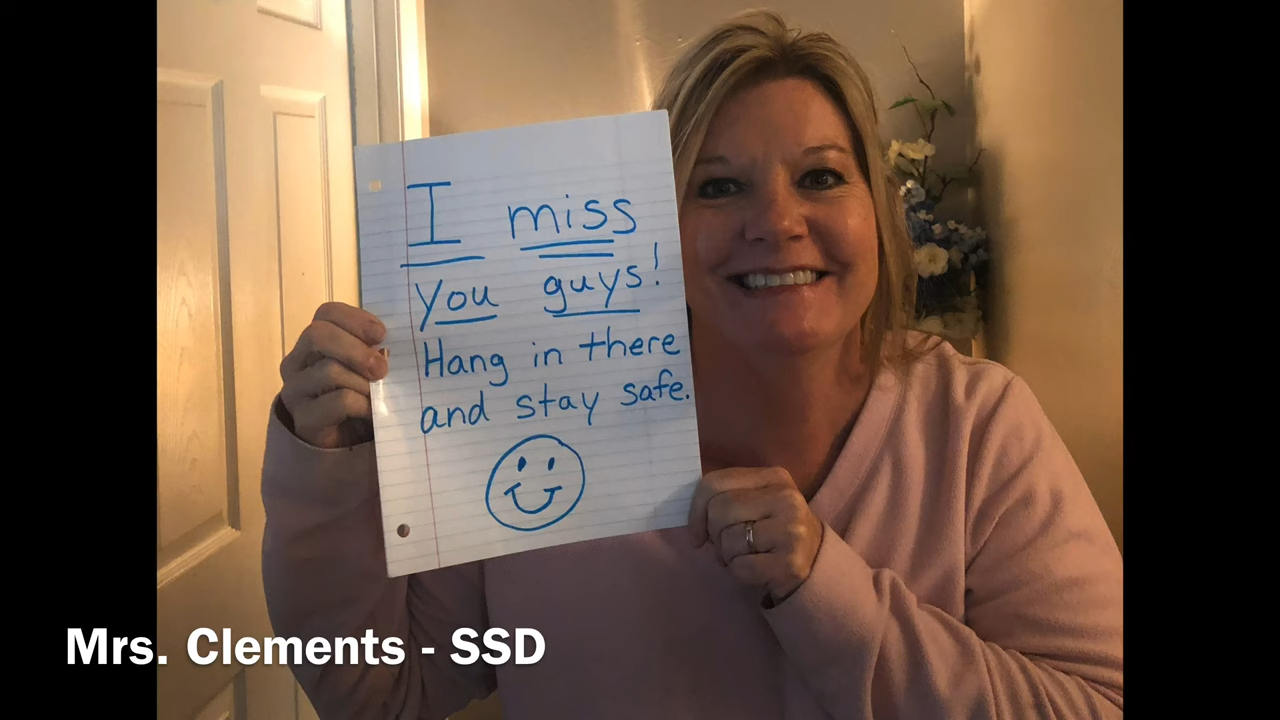 I miss
you guys!
Hang in there
and stay safe.
Mrs. Clements - SSD